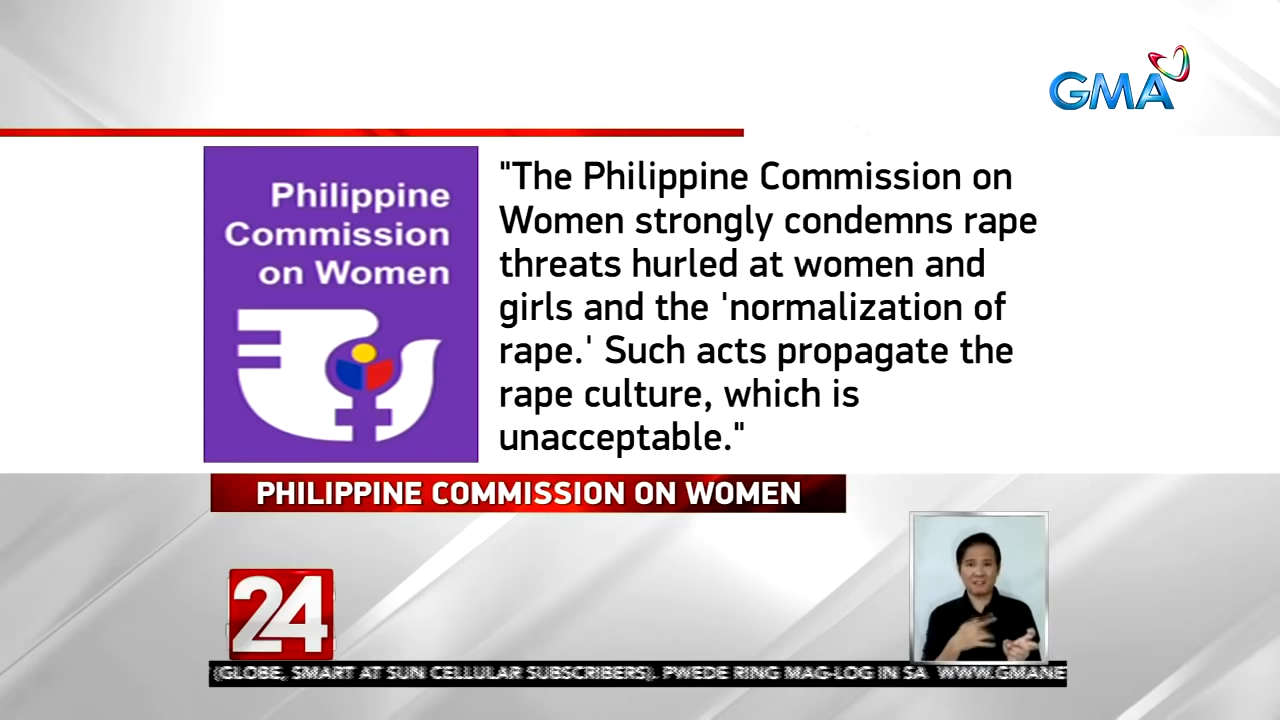 GMA
Philippine
Commission
on Women
"The Philippine Commission on
Women strongly condemns rape
threats hurled at women and
girls and the 'normalization of
rape.' Such acts propagate the
rape culture, which is
unacceptable."
PHILIPPINE COMMISSION ON WOMEN
24
(GLOBE, SMART AT SUN CELLULAR SUBSCRIBERS). PWEDE RING MAG-LOG IN SA WWW.GMANE